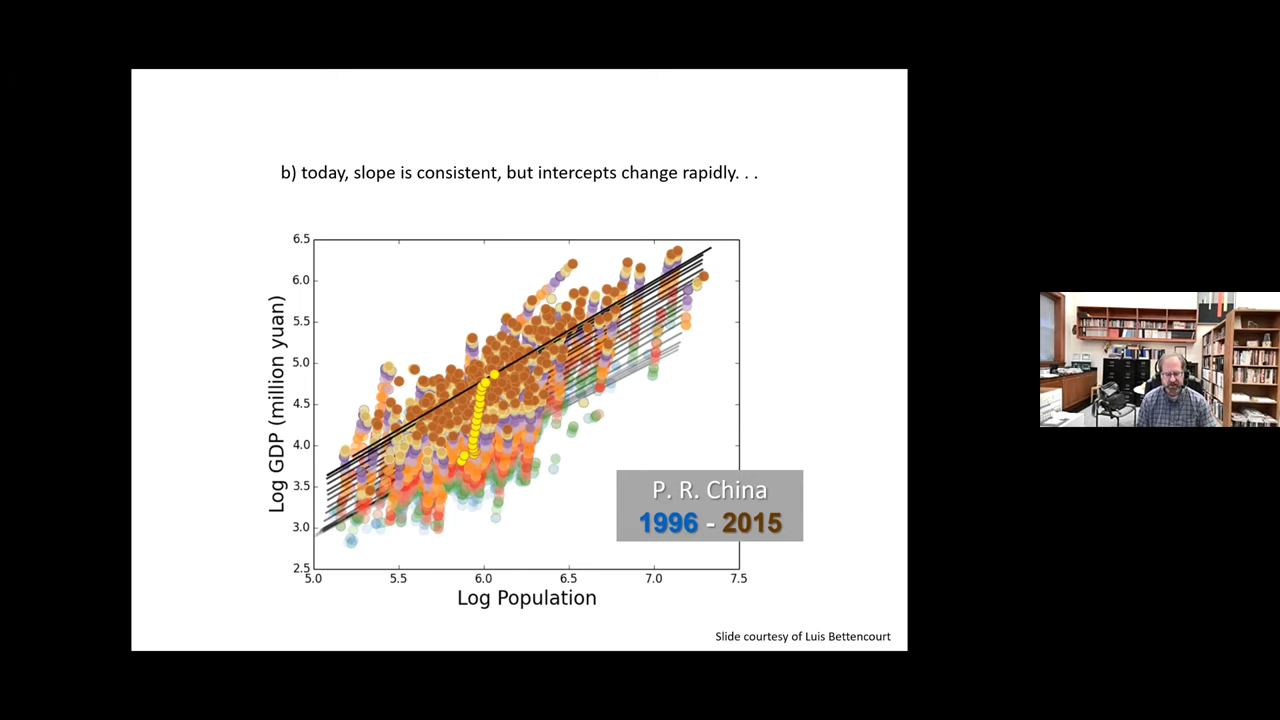 b) today, slope is consistent, but intercepts change rapidly. . .
6.5
6.0
5.5
5.0
4.5
4.0
3.5
3.0
2.5
Log GDP (million yuan)
5.0 5.5 6.0 6.5 7.0 7.5
Log Population
P. R. China
1996 - 2015
Slide courtesy of Luis Bettencourt